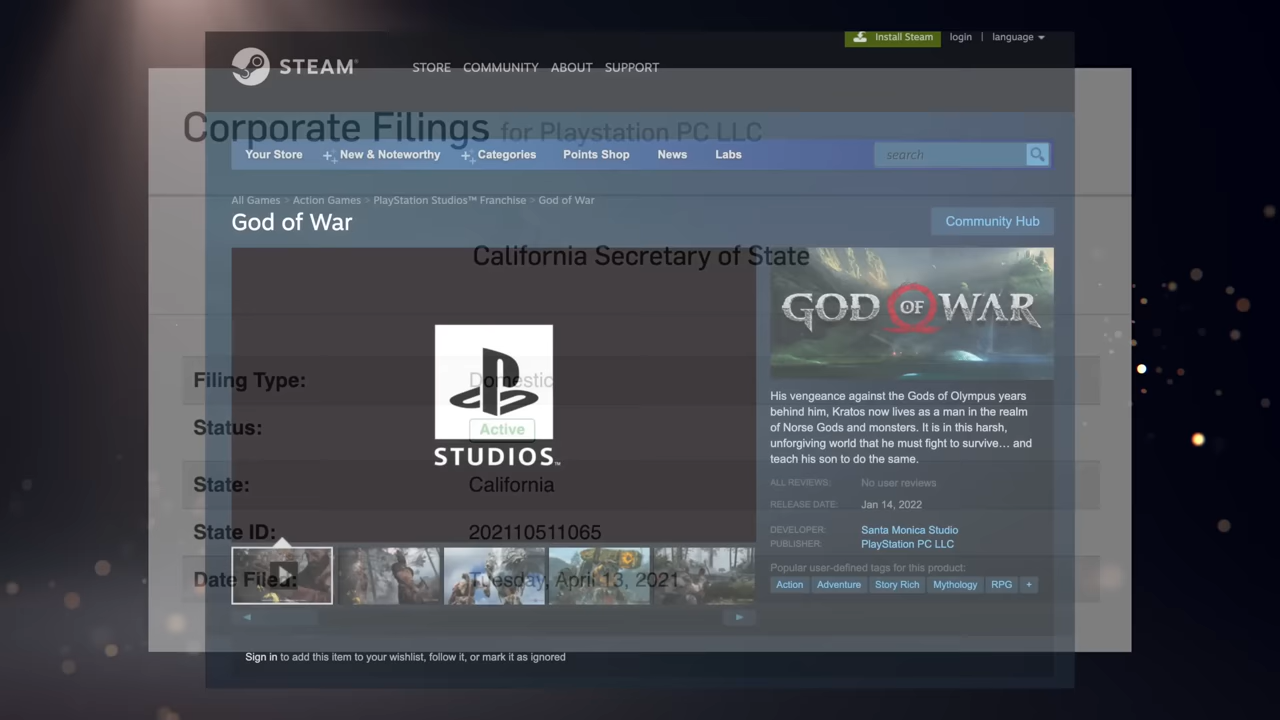 Install Steam login | language
STEAM®
STORE COMMUNITY ABOUT SUPPORT
Corporate Filings for Playstation PC LLC
Your Store New & Noteworthy Categories Points Shop News Labs search
All Games > Action Games > PlayStation Studios™ Franchise > God of War
God of War
Community Hub
California Secretary of State
GOD OF WAR
Filing Type: Domestic
Status: Active
State: California
State ID: 202110511065
Date Filed: Tuesday, April 13, 2021
STUDIOS™
His vengeance against the Gods of Olympus years
behind him, Kratos now lives as a man in the realm
of Norse Gods and monsters. It is in this harsh,
unforgiving world that he must fight to survive… and
teach his son to do the same.
ALL REVIEWS: No user reviews
RELEASE DATE: Jan 14, 2022
DEVELOPER: Santa Monica Studio
PUBLISHER: PlayStation PC LLC
Popular user-defined tags for this product:
Action Adventure Story Rich Mythology RPG +
Sign in to add this item to your wishlist, follow it, or mark it as ignored